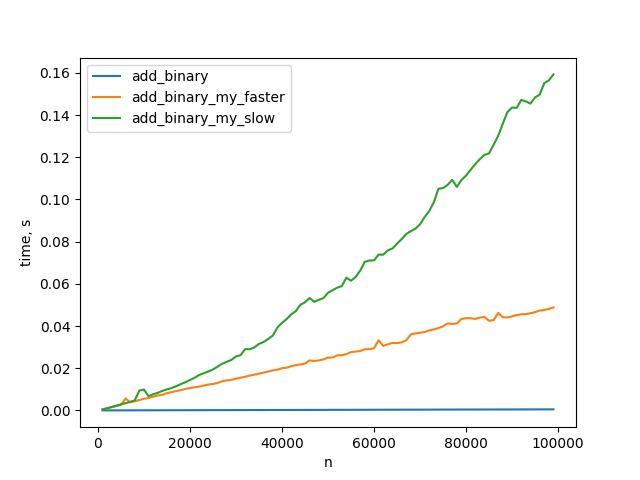 add_binary
add_binary_my_faster
add_binary_my_slow
0.16
0.14
0.12
0.10
0.08
0.06
0.04
0.02
0.00
time, s
0 20000 40000 60000 80000 100000
n